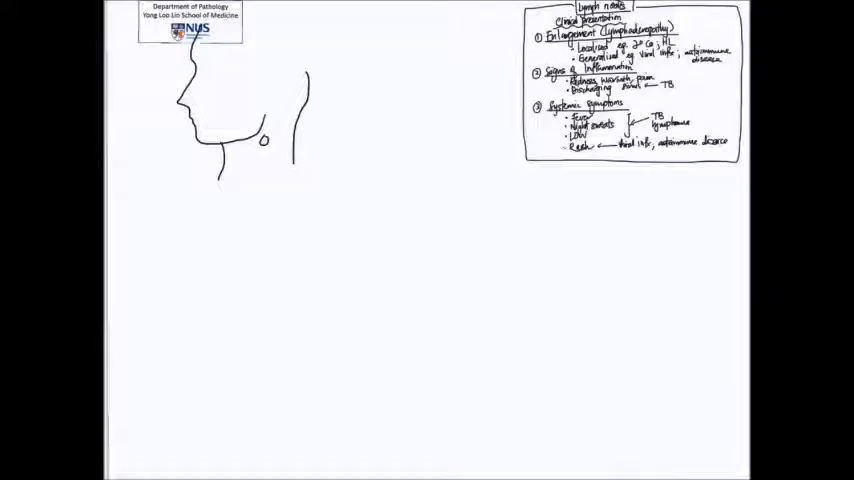 Department of Pathology
Yong Loo Lin School of Medicine
NUS
Lymph nodes
Clinical presentation
① Enlargement (Lymphadenopathy)
• Localised eg. 2° Ca ; HL
• Generalised eg viral infx ; autoimmune disease
② Signs of Inflammation
• Redness, warmth, pain
• Discharging sinus ← TB
③ Systemic symptoms
• Fever
• Night sweats
• LOW
TB
lymphoma
• Rash ← viral infx, autoimmune disease